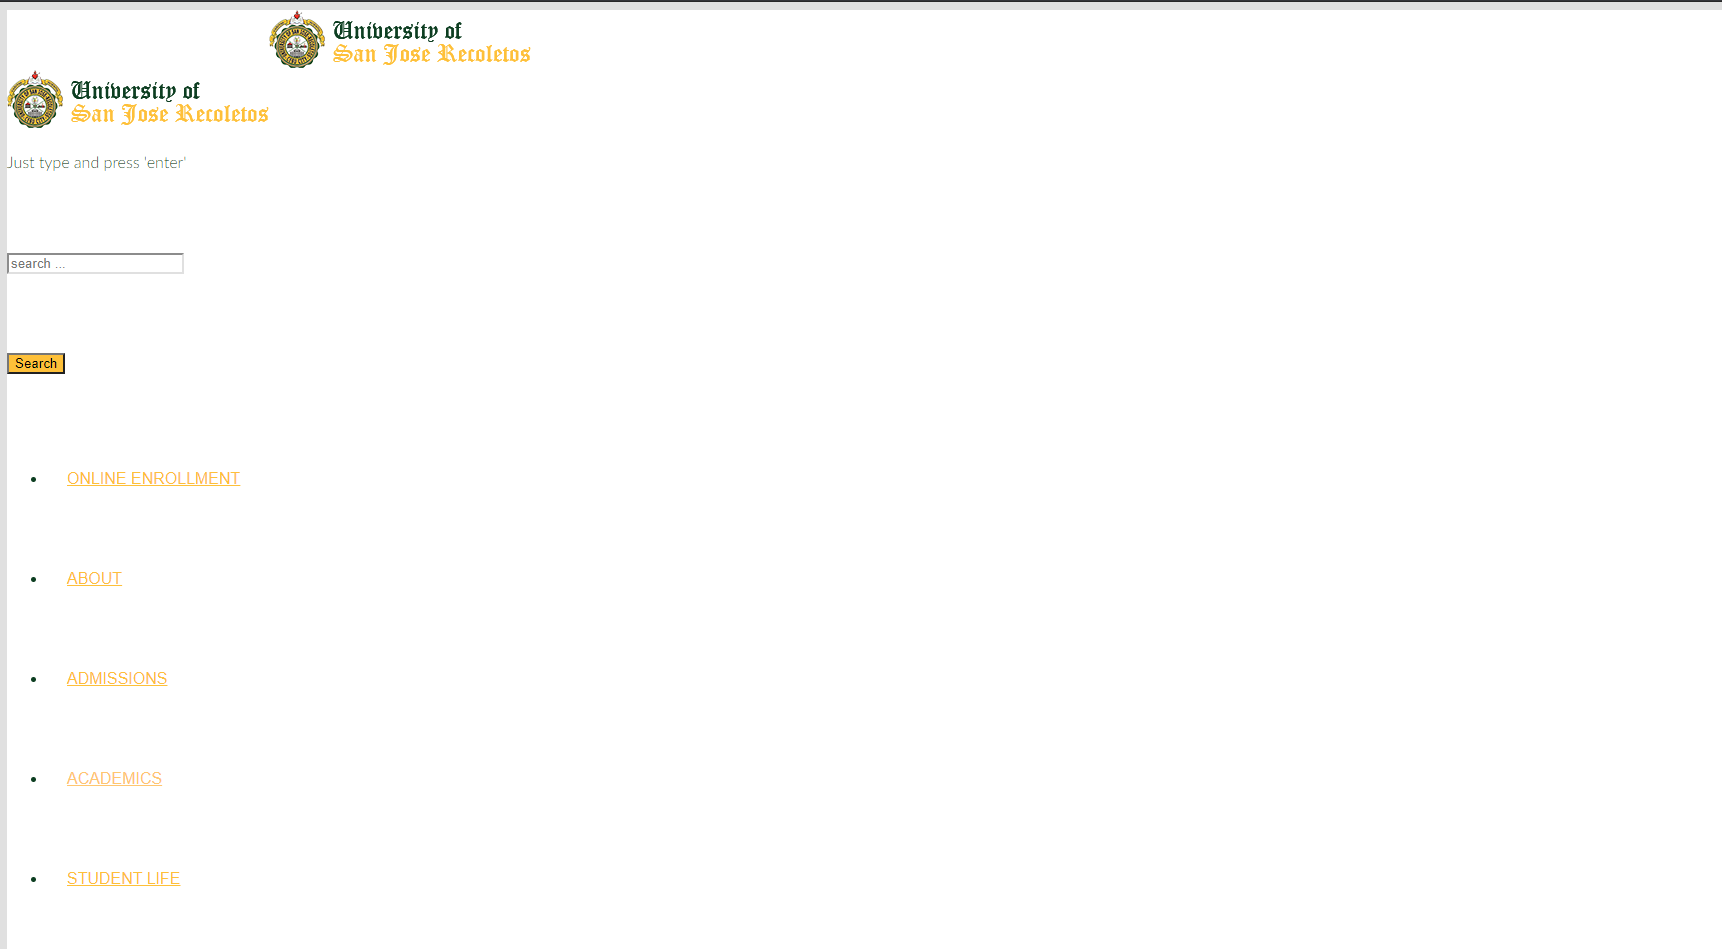 University of
San Jose Recoletos
University of
San Jose Recoletos
Just type and press 'enter'
search ...
Search
ONLINE ENROLLMENT
ABOUT
ADMISSIONS
ACADEMICS
STUDENT LIFE